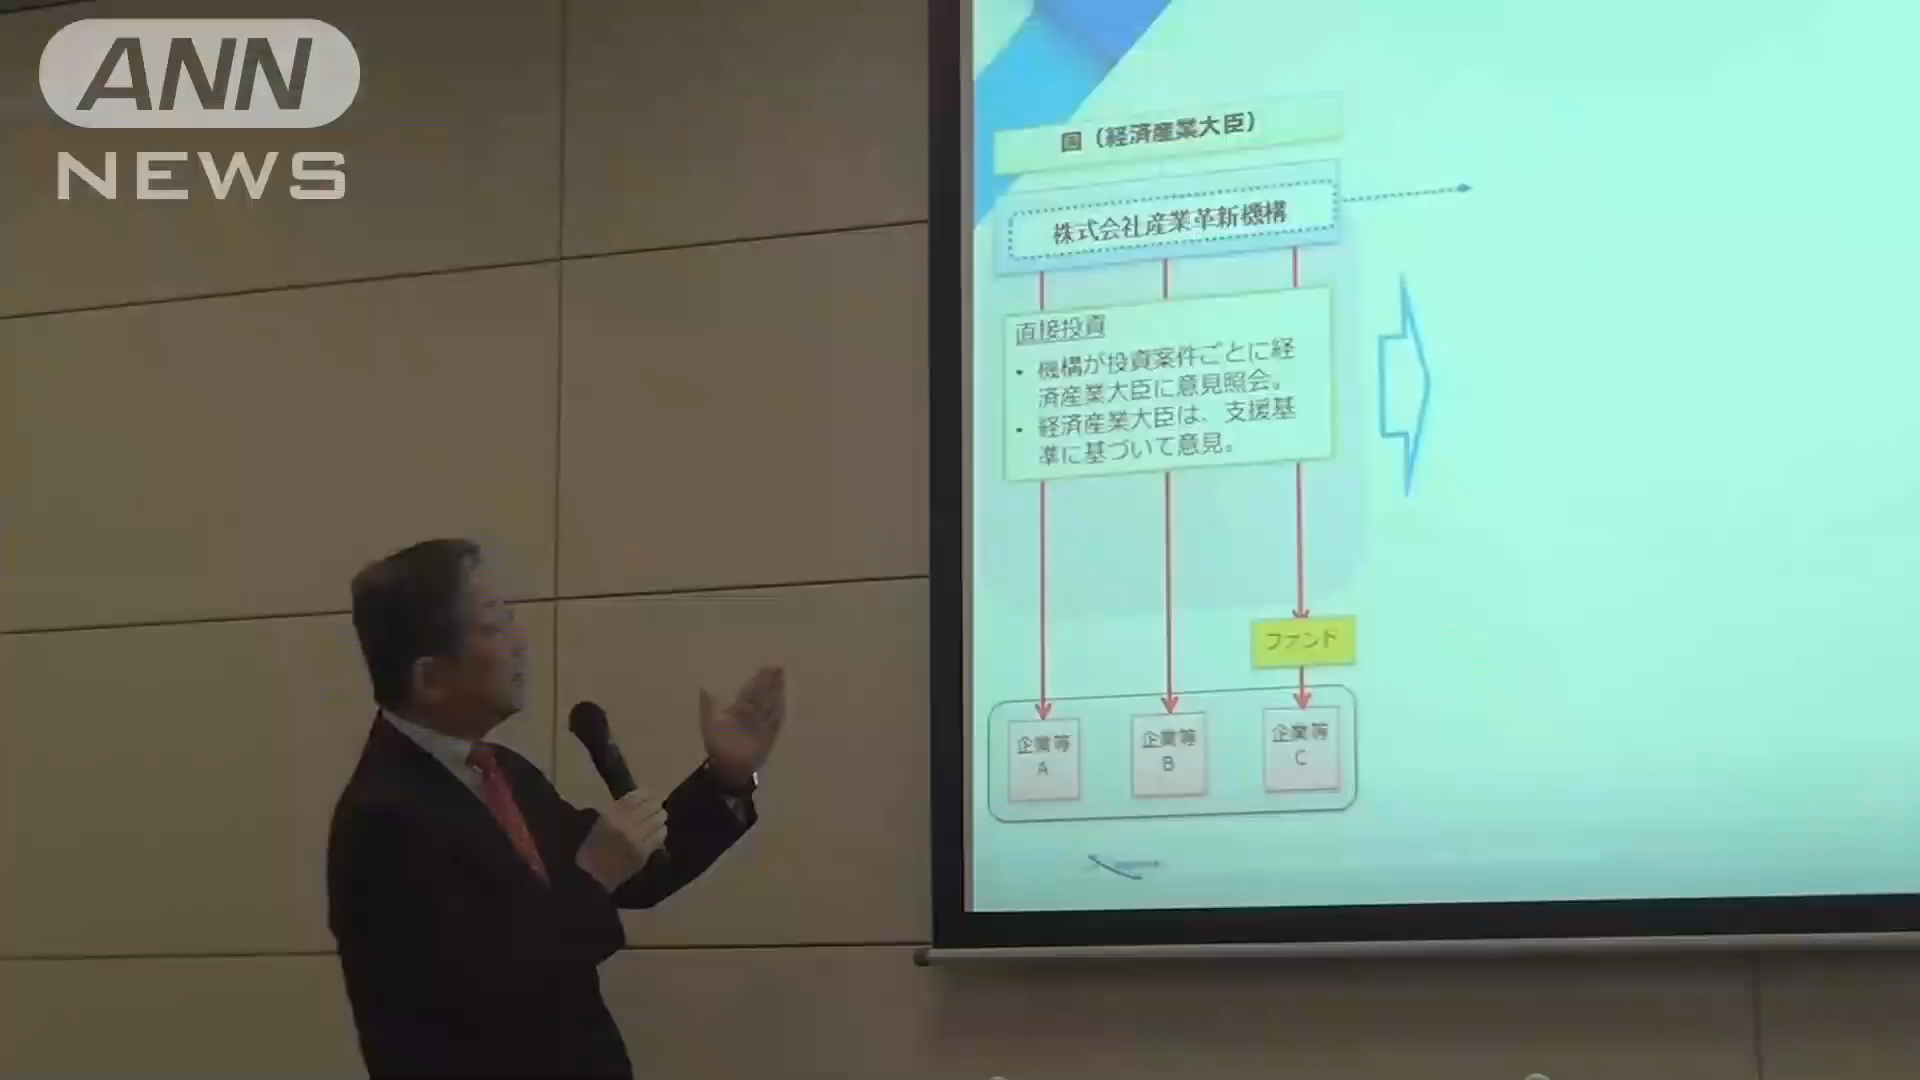 ANN
NEWS
国（経済産業大臣）
株式会社産業革新機構
直接投資
• 機構が投資案件ごとに経
済産業大臣に意見照会。
• 経済産業大臣は、支援基
準に基づいて意見。
ファンド
企業等
A
企業等
B
企業等
C